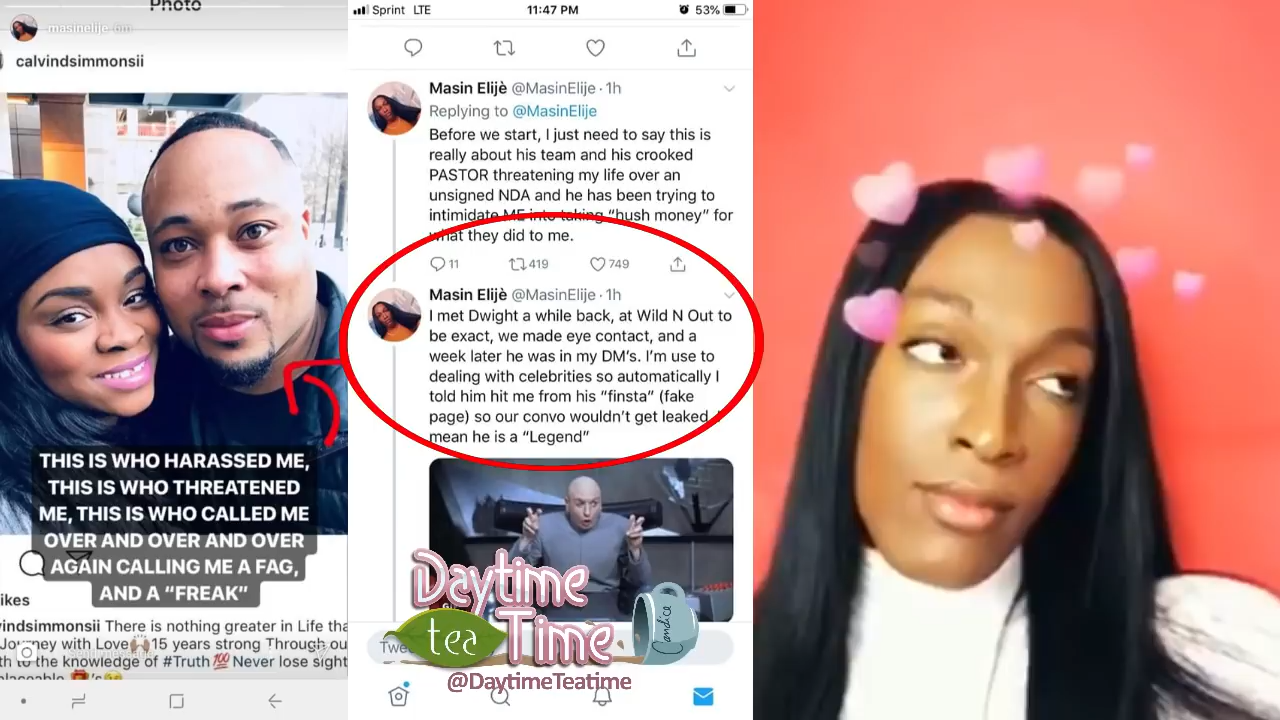 Photo
masinelije 6m
calvindsimmonsii
THIS IS WHO HARASSED ME,
THIS IS WHO THREATENED
ME, THIS IS WHO CALLED ME
OVER AND OVER AND OVER
AGAIN CALLING ME A FAG,
AND A “FREAK”
ikes
vindsimmonsii There is nothing greater in Life tha
Journey with Love 🙌🏽 15 years strong Through ou
th to the knowledge of #Truth 💯 Never lose sight
placeable
Sprint LTE 11:47 PM 53%
Masin Elijè @MasinElije · 1h
Replying to @MasinElije
Before we start, I just need to say this is
really about his team and his crooked
PASTOR threatening my life over an
unsigned NDA and he has been trying to
intimidate ME into taking “hush money” for
what they did to me.
11 419 749
Masin Elijè @MasinElije · 1h
I met Dwight a while back, at Wild N Out to
be exact, we made eye contact, and a
week later he was in my DM’s. I’m use to
dealing with celebrities so automatically I
told him hit me from his “finsta” (fake
page) so our convo wouldn’t get leaked. I
mean he is a “Legend”
Daytime
tea Time
Candice
Twe
@DaytimeTeatime